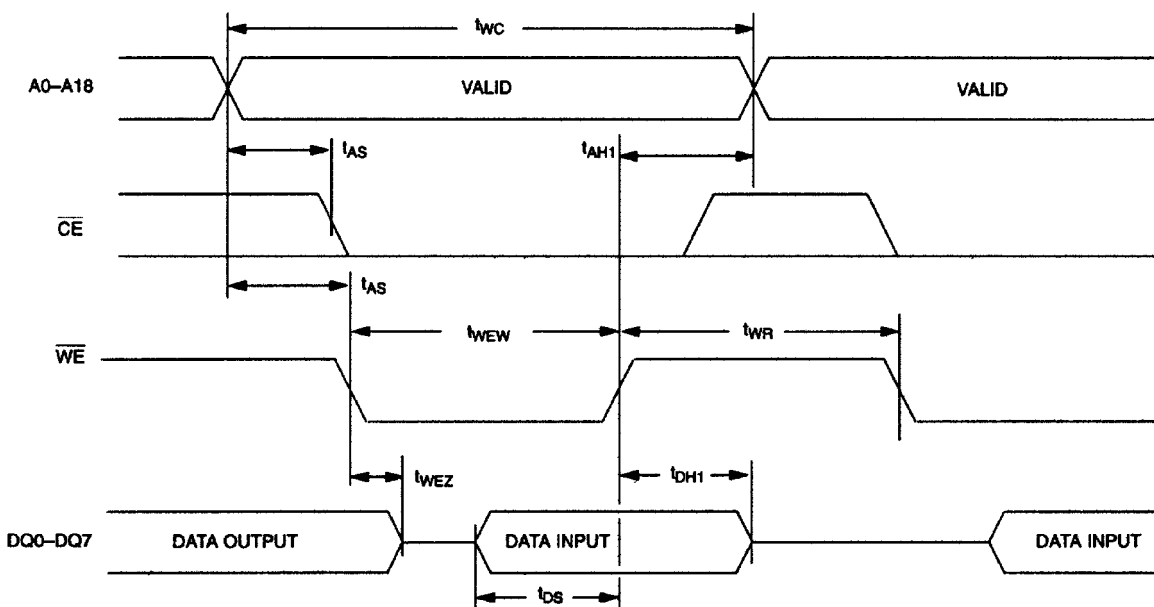 tWC
A0–A18 VALID VALID
tAS tAH1
CE
tAS
tWEW tWR
WE
tWEZ tDH1
DQ0–DQ7 DATA OUTPUT DATA INPUT DATA INPUT
tDS